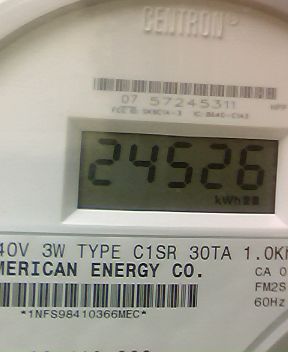 CENTRON®
07 57245311
24526
kWh
40V 3W TYPE C1SR 30TA 1.0K
MERICAN ENERGY CO.
CA 0
FM2S
60Hz
*1NFS98410366MEC*